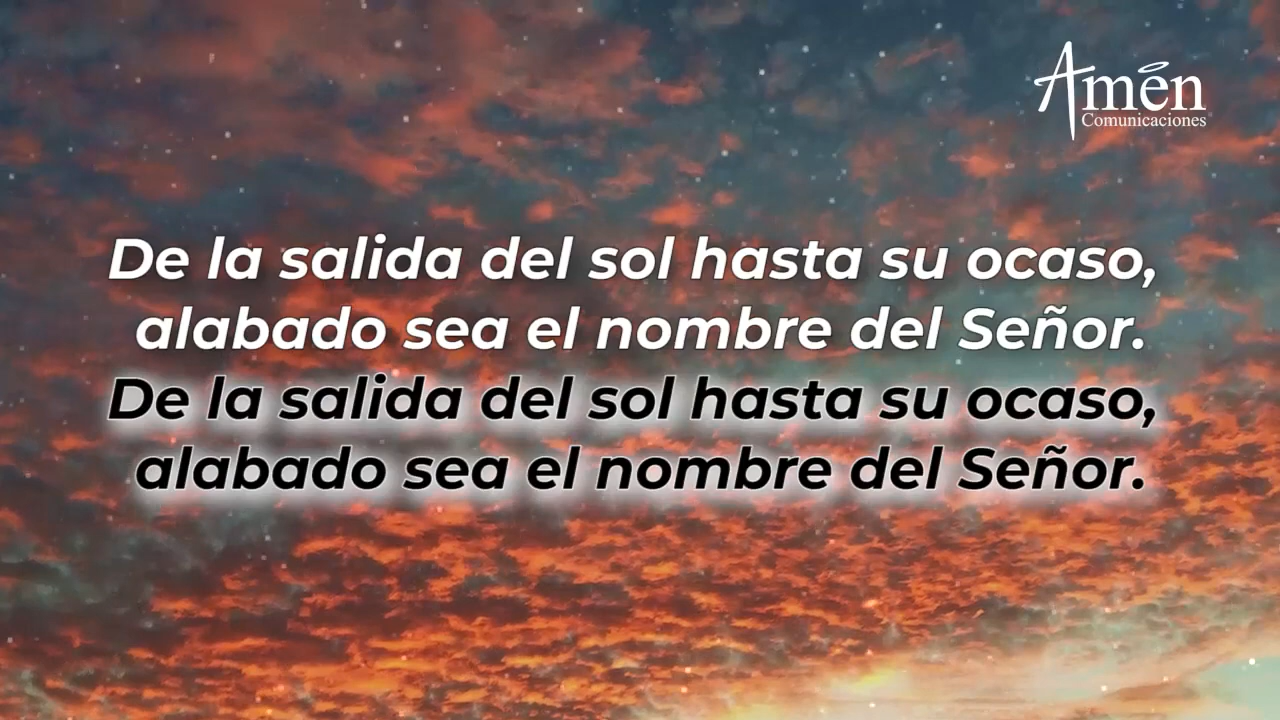 Amén
Comunicaciones
De la salida del sol hasta su ocaso,
alabado sea el nombre del Señor.
De la salida del sol hasta su ocaso,
alabado sea el nombre del Señor.